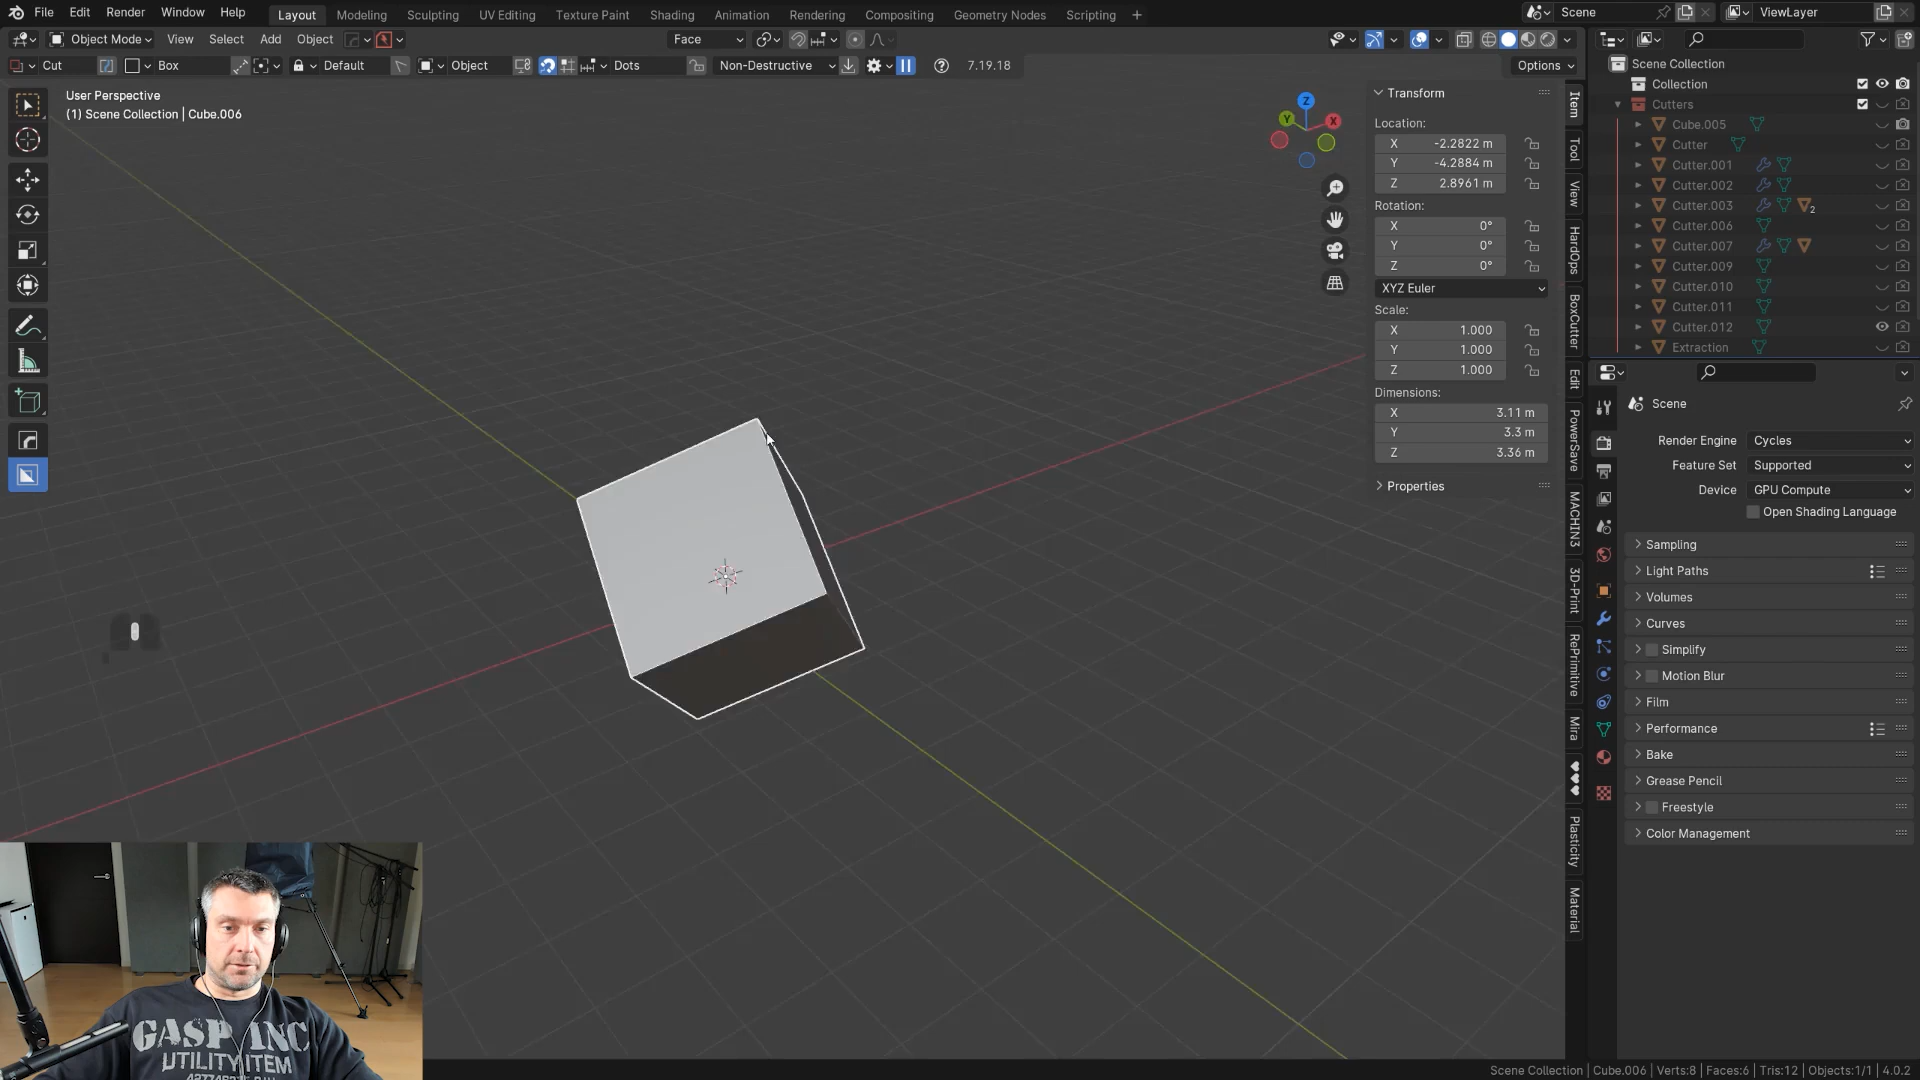 File Edit Render Window Help Layout Modeling Sculpting UV Editing Texture Paint Shading Animation Rendering Compositing Geometry Nodes Scripting + Scene ViewLayer
Object Mode View Select Add Object Face
Cut Box Default Object Dots Non-Destructive 7.19.18 Options
User Perspective
(1) Scene Collection | Cube.006
Z
Y
X
Transform
Location:
X -2.2822 m
Y -4.2884 m
Z 2.8961 m
Rotation:
X 0°
Y 0°
Z 0°
XYZ Euler
Scale:
X 1.000
Y 1.000
Z 1.000
Dimensions:
X 3.11 m
Y 3.3 m
Z 3.36 m
Properties
Item
Tool
View
HardOps
BoxCutter
Edit
PowerSave
MACHIN3
3D-Print
RePrimitive
Mira
♥♥♥
Plasticity
Material
Scene Collection
Collection
Cutters
Cube.005
Cutter
Cutter.001
Cutter.002
Cutter.003 2
Cutter.006
Cutter.007
Cutter.009
Cutter.010
Cutter.011
Cutter.012
Extraction
Scene
Render Engine Cycles
Feature Set Supported
Device GPU Compute
Open Shading Language
Sampling
Light Paths
Volumes
Curves
Simplify
Motion Blur
Film
Performance
Bake
Grease Pencil
Freestyle
Color Management
GASP INC
UTILITY ITEM
Scene Collection | Cube.006 | Verts:8 | Faces:6 | Tris:12 | Objects:1/1 | 4.0.2